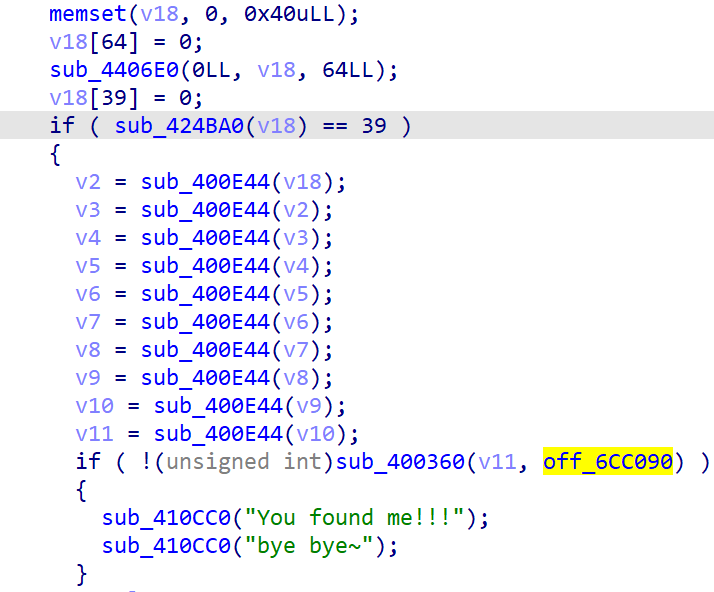 memset(v18, 0, 0x40uLL);
v18[64] = 0;
sub_4406E0(0LL, v18, 64LL);
v18[39] = 0;
if ( sub_424BA0(v18) == 39 )
{
v2 = sub_400E44(v18);
v3 = sub_400E44(v2);
v4 = sub_400E44(v3);
v5 = sub_400E44(v4);
v6 = sub_400E44(v5);
v7 = sub_400E44(v6);
v8 = sub_400E44(v7);
v9 = sub_400E44(v8);
v10 = sub_400E44(v9);
v11 = sub_400E44(v10);
if ( !(unsigned int)sub_400360(v11, off_6CC090) )
{
sub_410CC0("You found me!!!");
sub_410CC0("bye bye~");
}